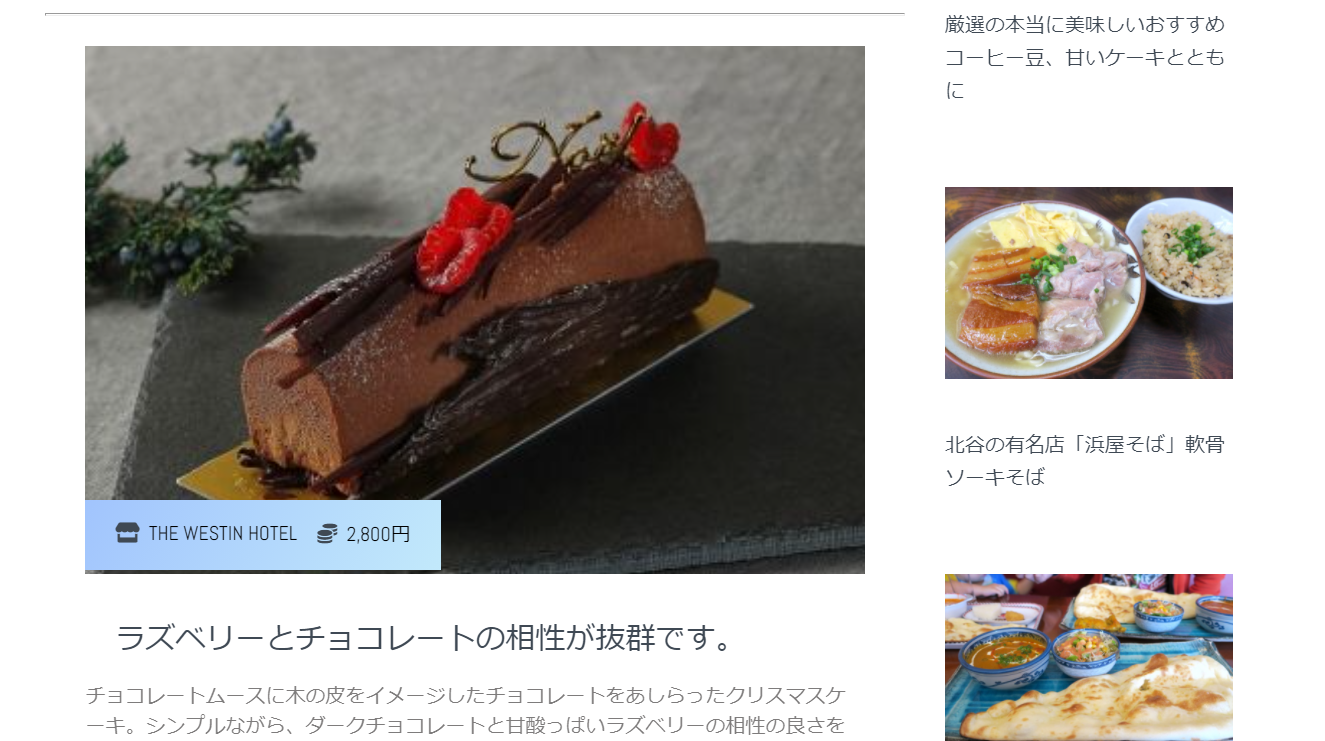 Noël
THE WESTIN HOTEL 2,800円
ラズベリーとチョコレートの相性が抜群です。
チョコレートムースに木の皮をイメージしたチョコレートをあしらったクリスマスケ
ーキ。シンプルながら、ダークチョコレートと甘酸っぱいラズベリーの相性の良さを
厳選の本当に美味しいおすすめ
コーヒー豆、甘いケーキととも
に
北谷の有名店「浜屋そば」軟骨
ソーキそば